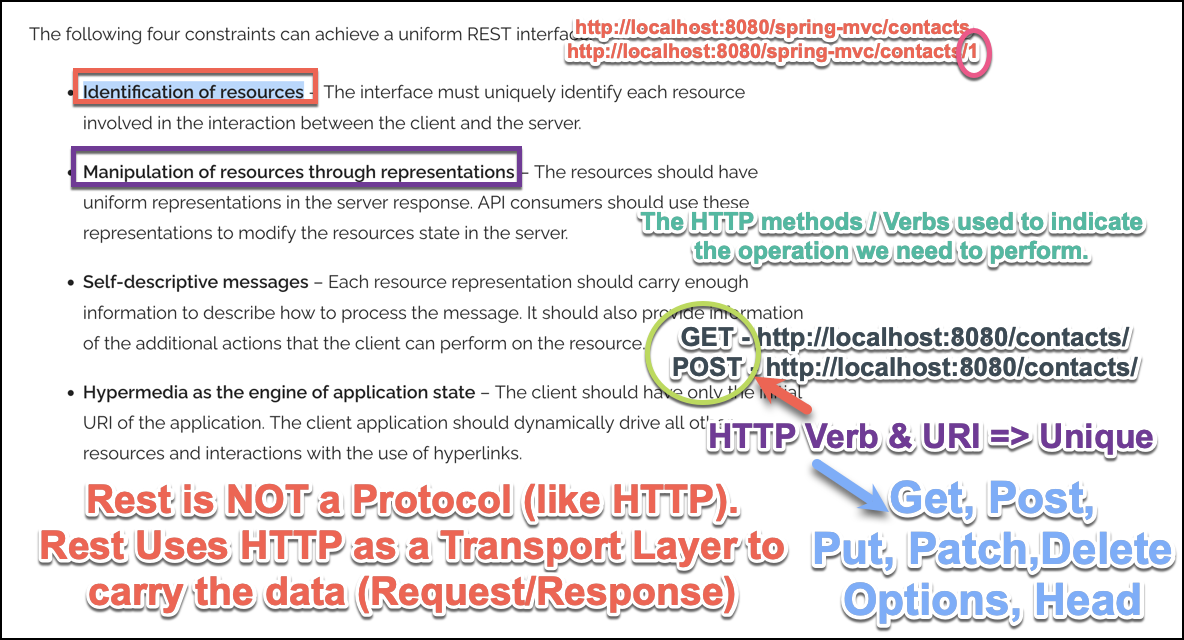 The following four constraints can achieve a uniform REST interface
http://localhost:8080/spring-mvc/contacts
http://localhost:8080/spring-mvc/contacts/1
• Identification of resources – The interface must uniquely identify each resource
involved in the interaction between the client and the server.
• Manipulation of resources through representations – The resources should have
uniform representations in the server response. API consumers should use these
representations to modify the resources state in the server.
The HTTP methods / Verbs used to indicate
the operation we need to perform.
• Self-descriptive messages – Each resource representation should carry enough
information to describe how to process the message. It should also provide information
of the additional actions that the client can perform on the resource.
GET - http://localhost:8080/contacts/
POST - http://localhost:8080/contacts/
• Hypermedia as the engine of application state – The client should have only the initial
URI of the application. The client application should dynamically drive all
resources and interactions with the use of hyperlinks.
HTTP Verb & URI => Unique
Rest is NOT a Protocol (like HTTP).
Rest Uses HTTP as a Transport Layer to
carry the data (Request/Response)
Get, Post,
Put, Patch,Delete
Options, Head